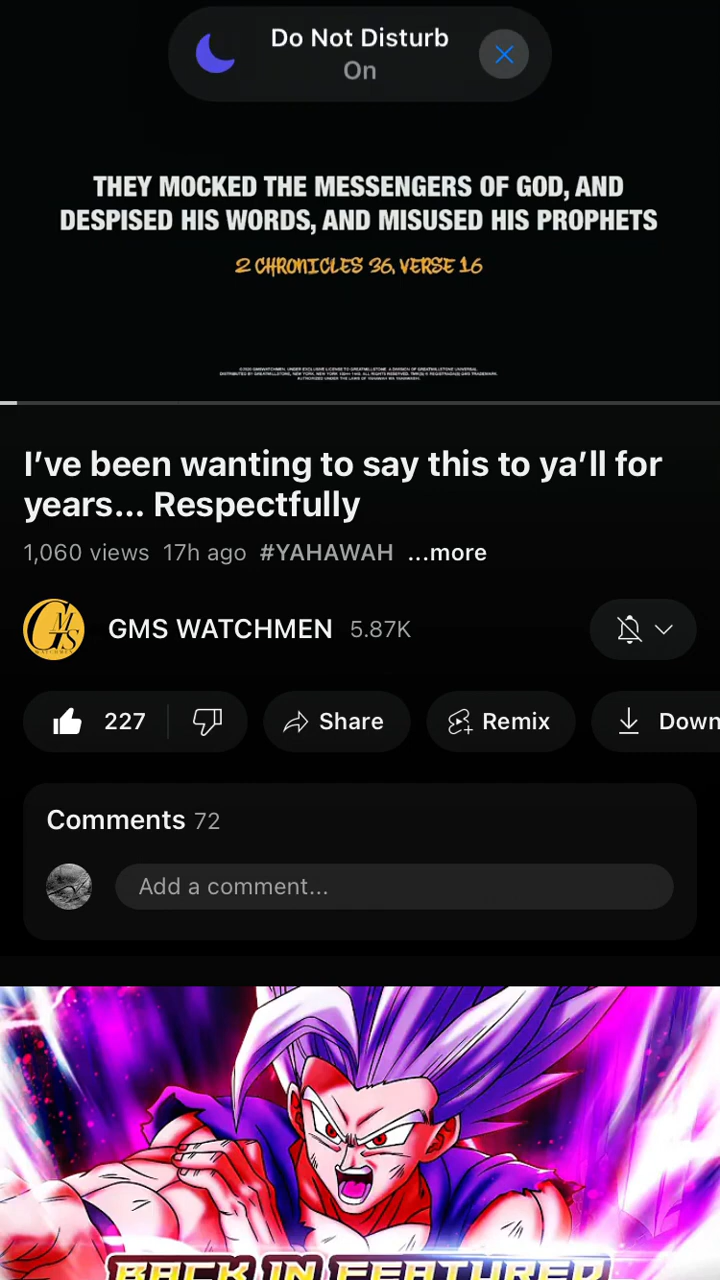 Do Not Disturb
On
THEY MOCKED THE MESSENGERS OF GOD, AND
DESPISED HIS WORDS, AND MISUSED HIS PROPHETS
2 CHRONICLES 36, VERSE 16
I’ve been wanting to say this to ya’ll for
years... Respectfully
1,060 views 17h ago #YAHAWAH ...more
GMS WATCHMEN 5.87K
227 Share Remix Down
Comments 72
Add a comment...
BACK IN FEATURED